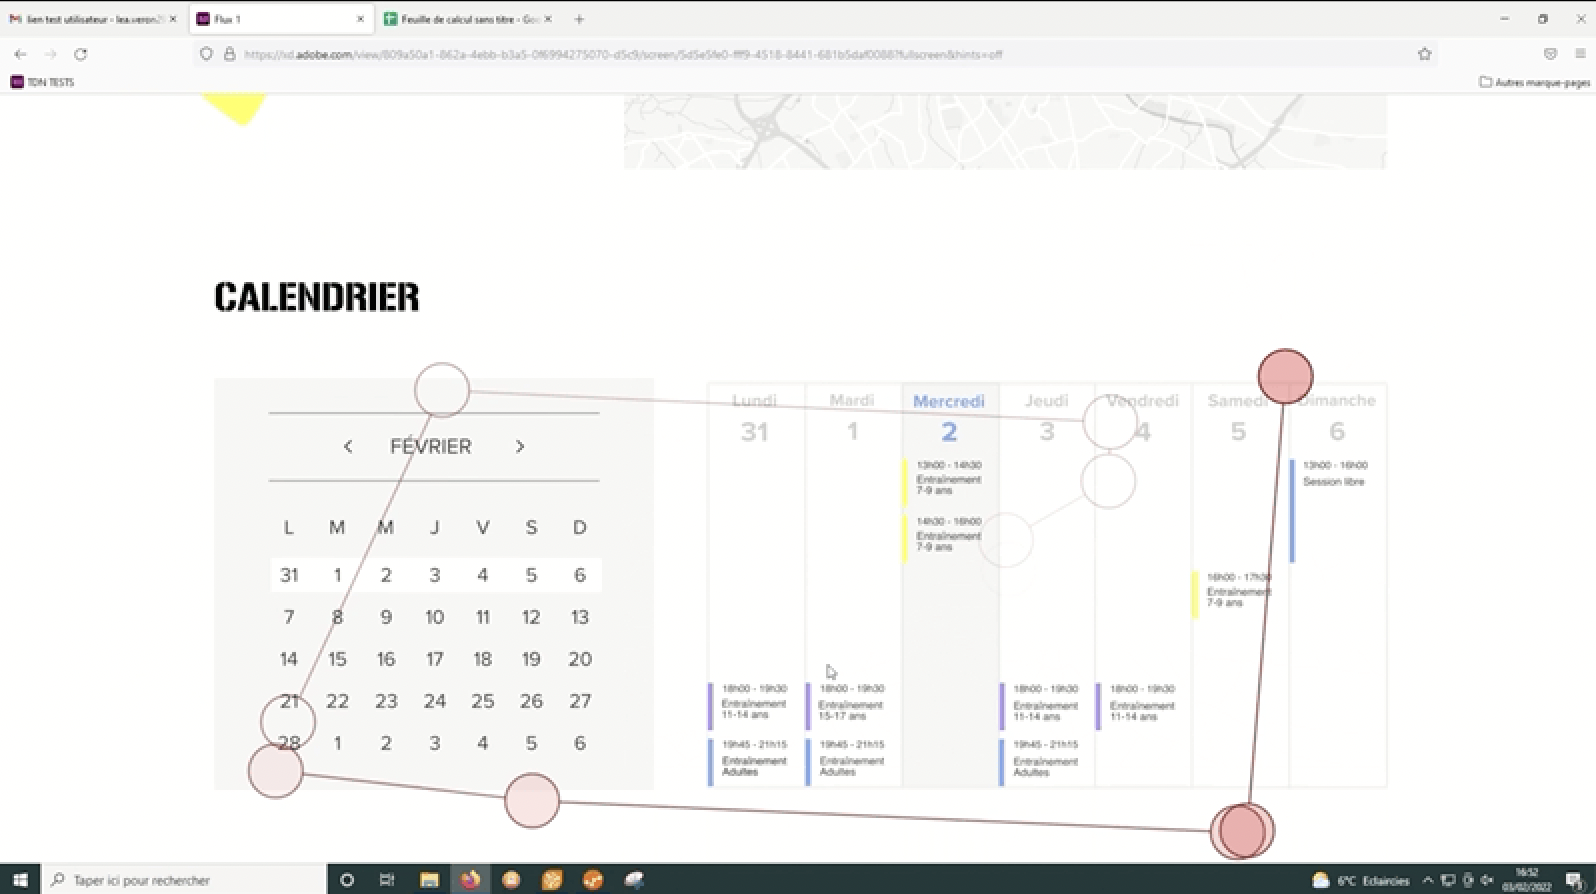 lien test utilisateur - lea.veron2
Flux 1
Feuille de calcul sans titre - Goo
https://xd.adobe.com/view/809a50a1-862a-4ebb-b3a5-0f6994275070-d5c9/screen/5d5e5fe0-fff9-4518-8441-681b5daf0088?fullscreen&hints=off
TDN TESTS
Autres marque-pages
CALENDRIER
FÉVRIER
L M M J V S D
31 1 2 3 4 5 6
7 8 9 10 11 12 13
14 15 16 17 18 19 20
21 22 23 24 25 26 27
28 1 2 3 4 5 6
Lundi Mardi Mercredi Jeudi Vendredi Samedi Dimanche
31 1 2 3 4 5 6
13h00 - 14h30
Entraînement
7-9 ans
14h30 - 16h00
Entraînement
7-9 ans
13h00 - 16h00
Session libre
16h00 - 17h30
Entraînement
7-9 ans
18h00 - 19h30
Entraînement
11-14 ans
18h00 - 19h30
Entraînement
15-17 ans
18h00 - 19h30
Entraînement
11-14 ans
18h00 - 19h30
Entraînement
11-14 ans
19h45 - 21h15
Entraînement
Adultes
19h45 - 21h15
Entraînement
Adultes
19h45 - 21h15
Entraînement
Adultes
Taper ici pour rechercher
6°C Eclaircies
16:52
03/02/2022